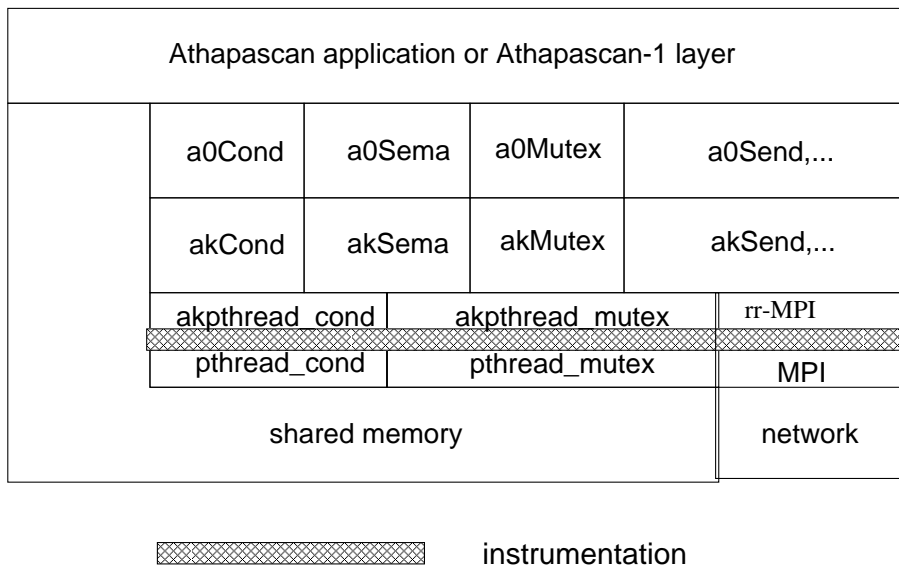 Athapascan application or Athapascan-1 layer
a0Cond a0Sema a0Mutex a0Send,...
akCond akSema akMutex akSend,...
akpthread_cond akpthread_mutex rr-MPI
pthread_cond pthread_mutex MPI
shared memory network
instrumentation